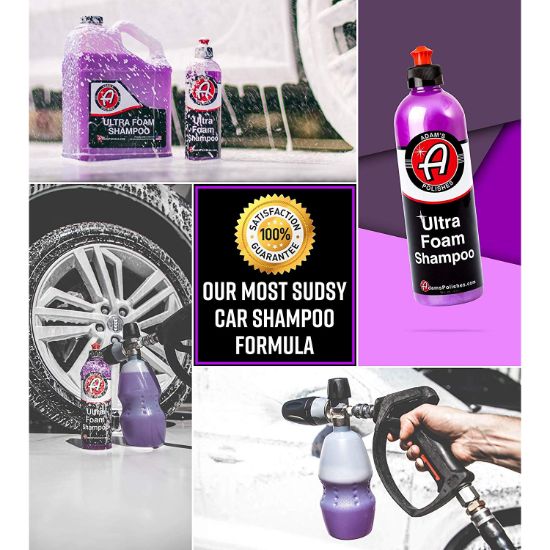 A
ULTRA FOAM
SHAMPOO
A
Ultra
Foam
Shampoo
ADAM'S
A
POLISHES
Ultra
Foam
Shampoo
AdamsPolishes.com
SATISFACTION
100%
GUARANTEE
OUR MOST SUDSY
CAR SHAMPOO
FORMULA
A
Ultra
Foam
Shampoo